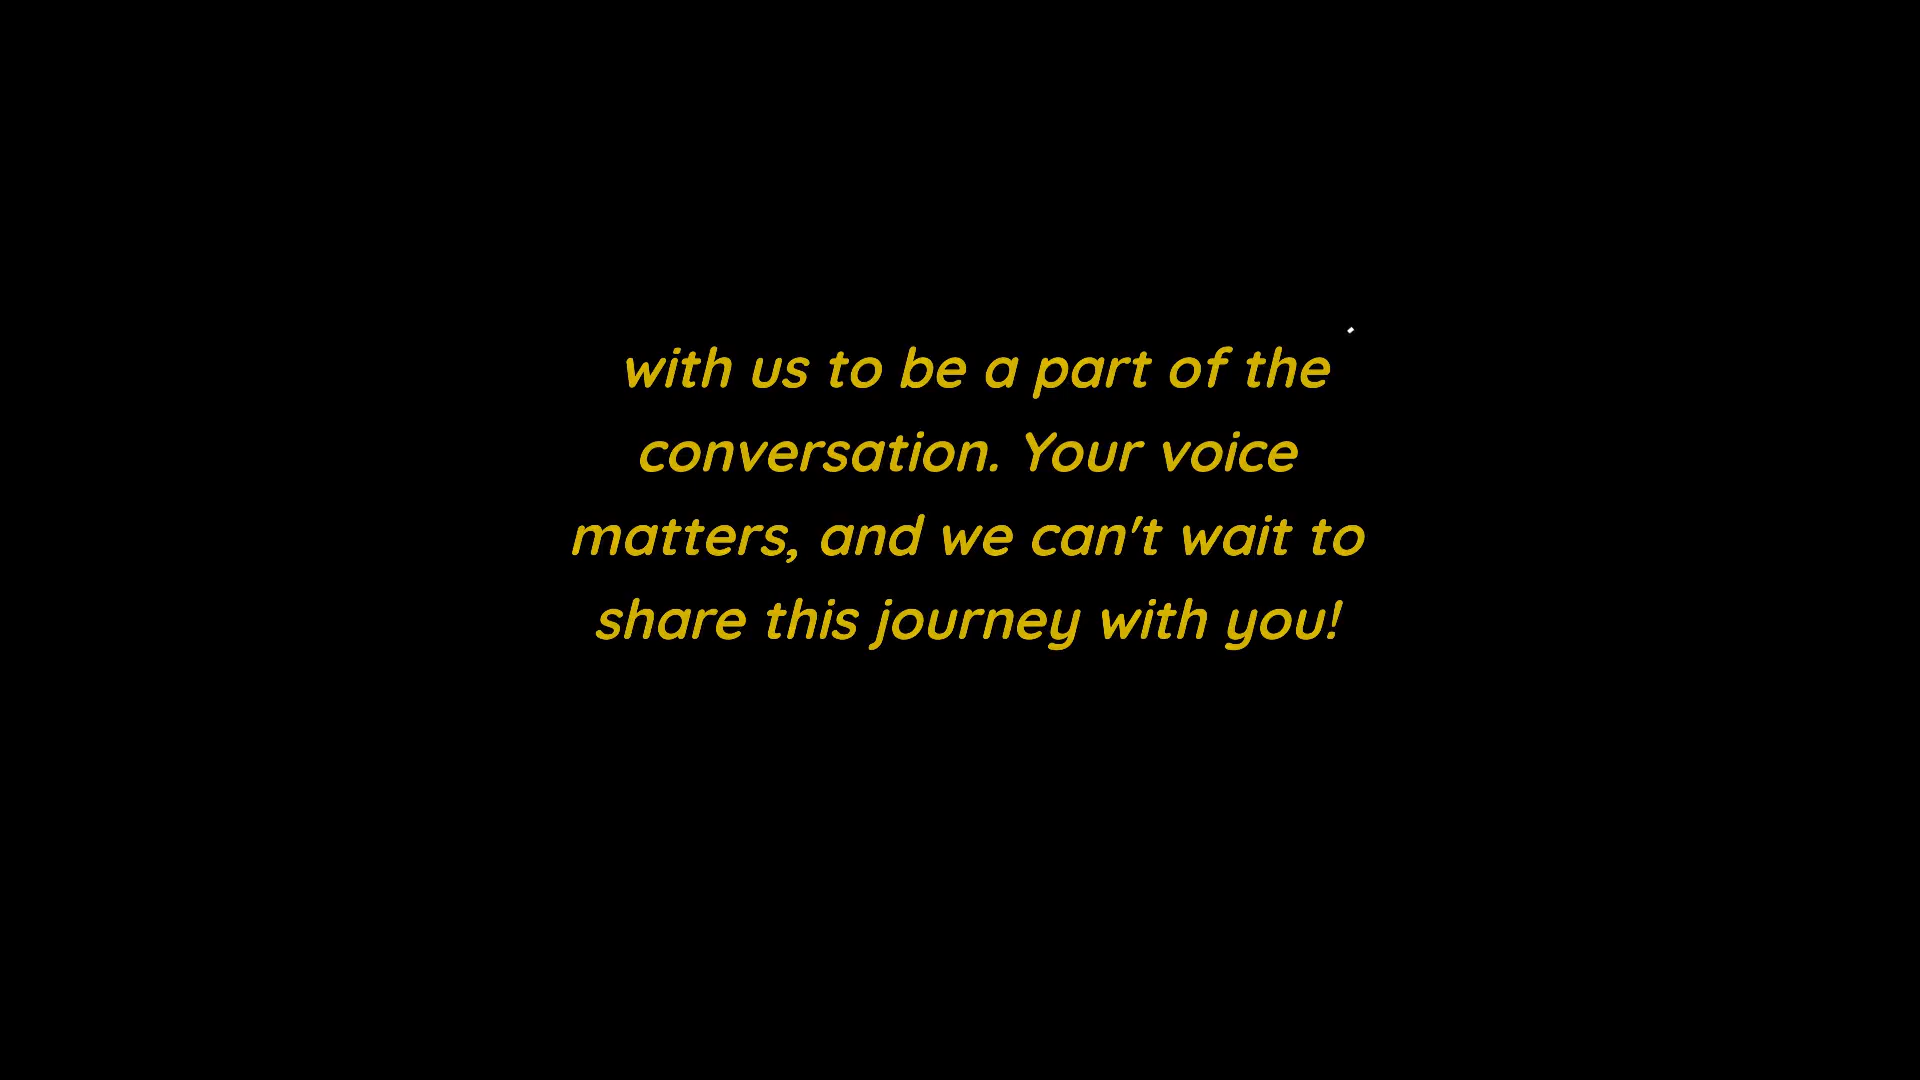 with us to be a part of the
conversation. Your voice
matters, and we can't wait to
share this journey with you!